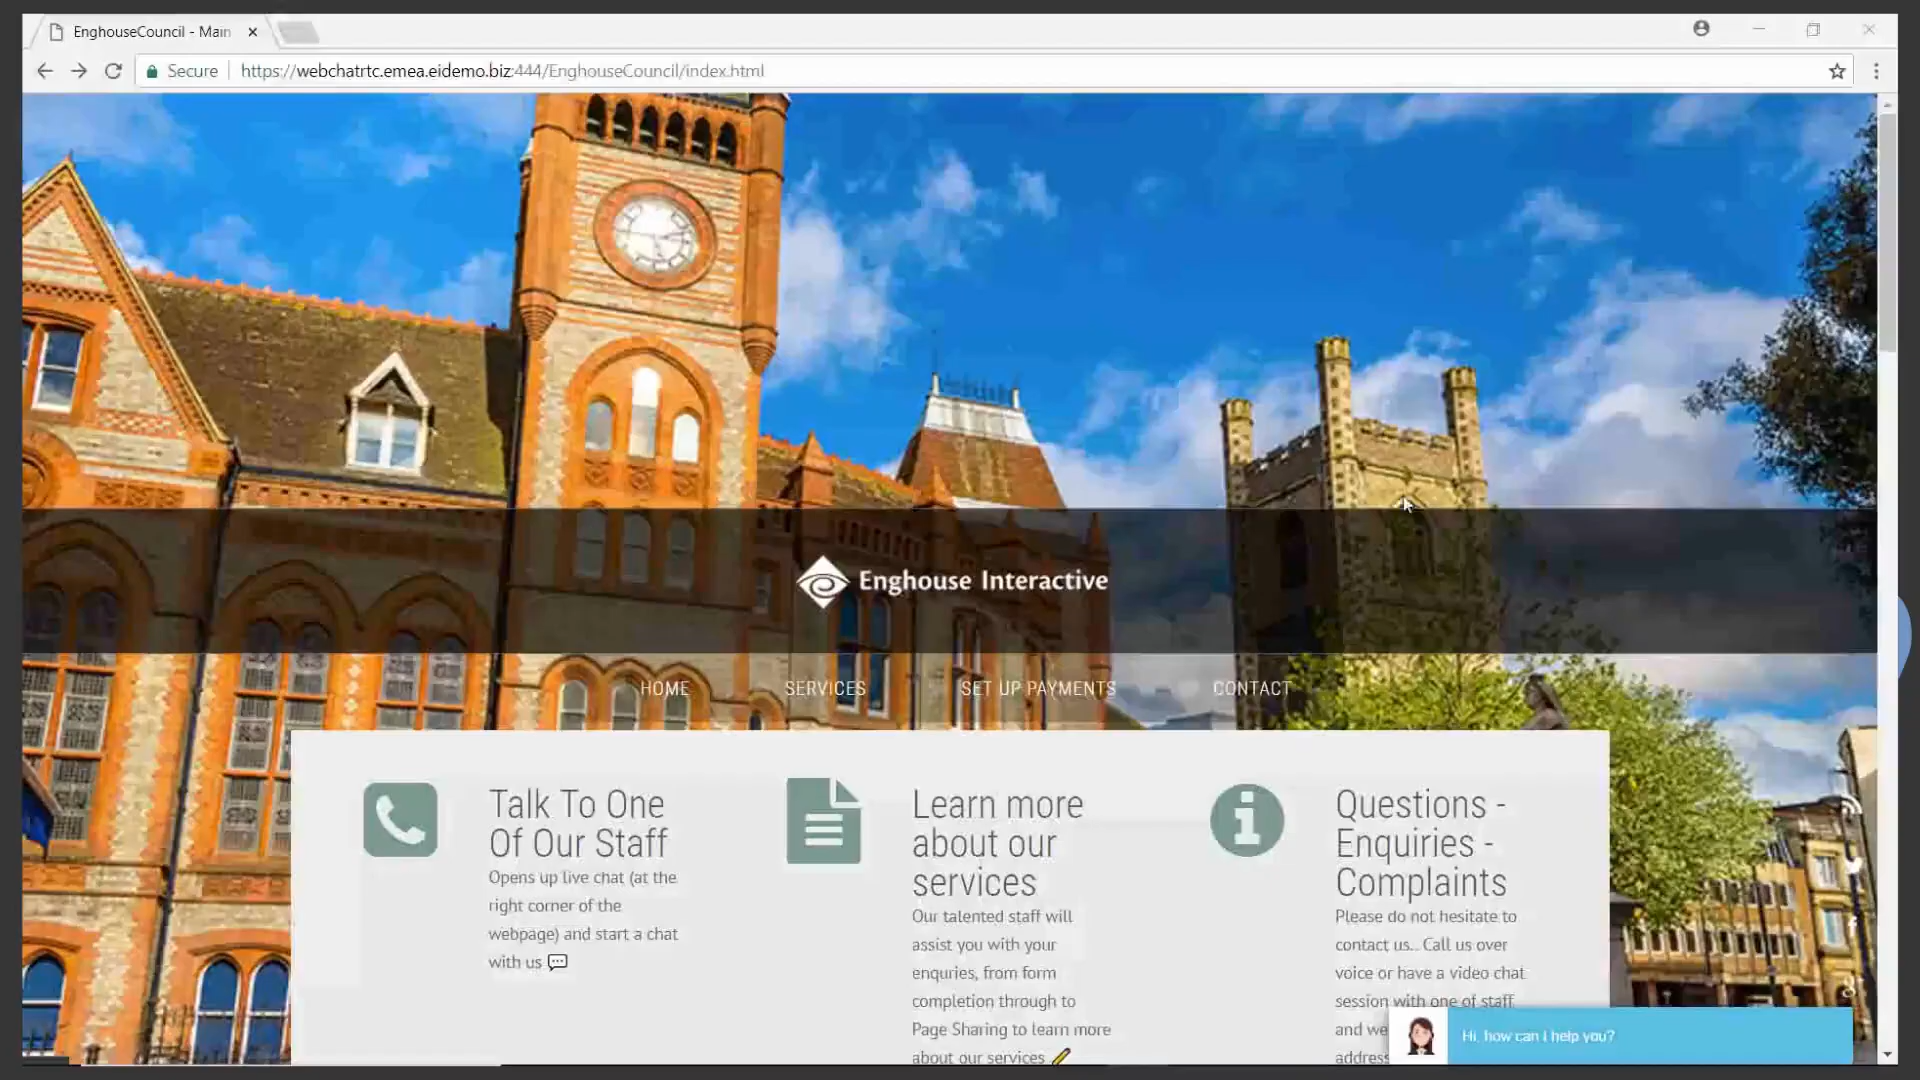 EnghouseCouncil - Main
Secure
https://webchatrtc.emea.eidemo.biz:444/EnghouseCouncil/index.html
Enghouse Interactive
HOME
SERVICES
SET UP PAYMENTS
CONTACT
Talk To One
Of Our Staff
Opens up live chat (at the
right corner of the
webpage) and start a chat
with us
Learn more
about our
services
Our talented staff will
assist you with your
enquries, from form
completion through to
Page Sharing to learn more
about our services
Questions -
Enquiries -
Complaints
Please do not hesitate to
contact us.. Call us over
voice or have a video chat
session with one of staff
and we
address
Hi, how can I help you?